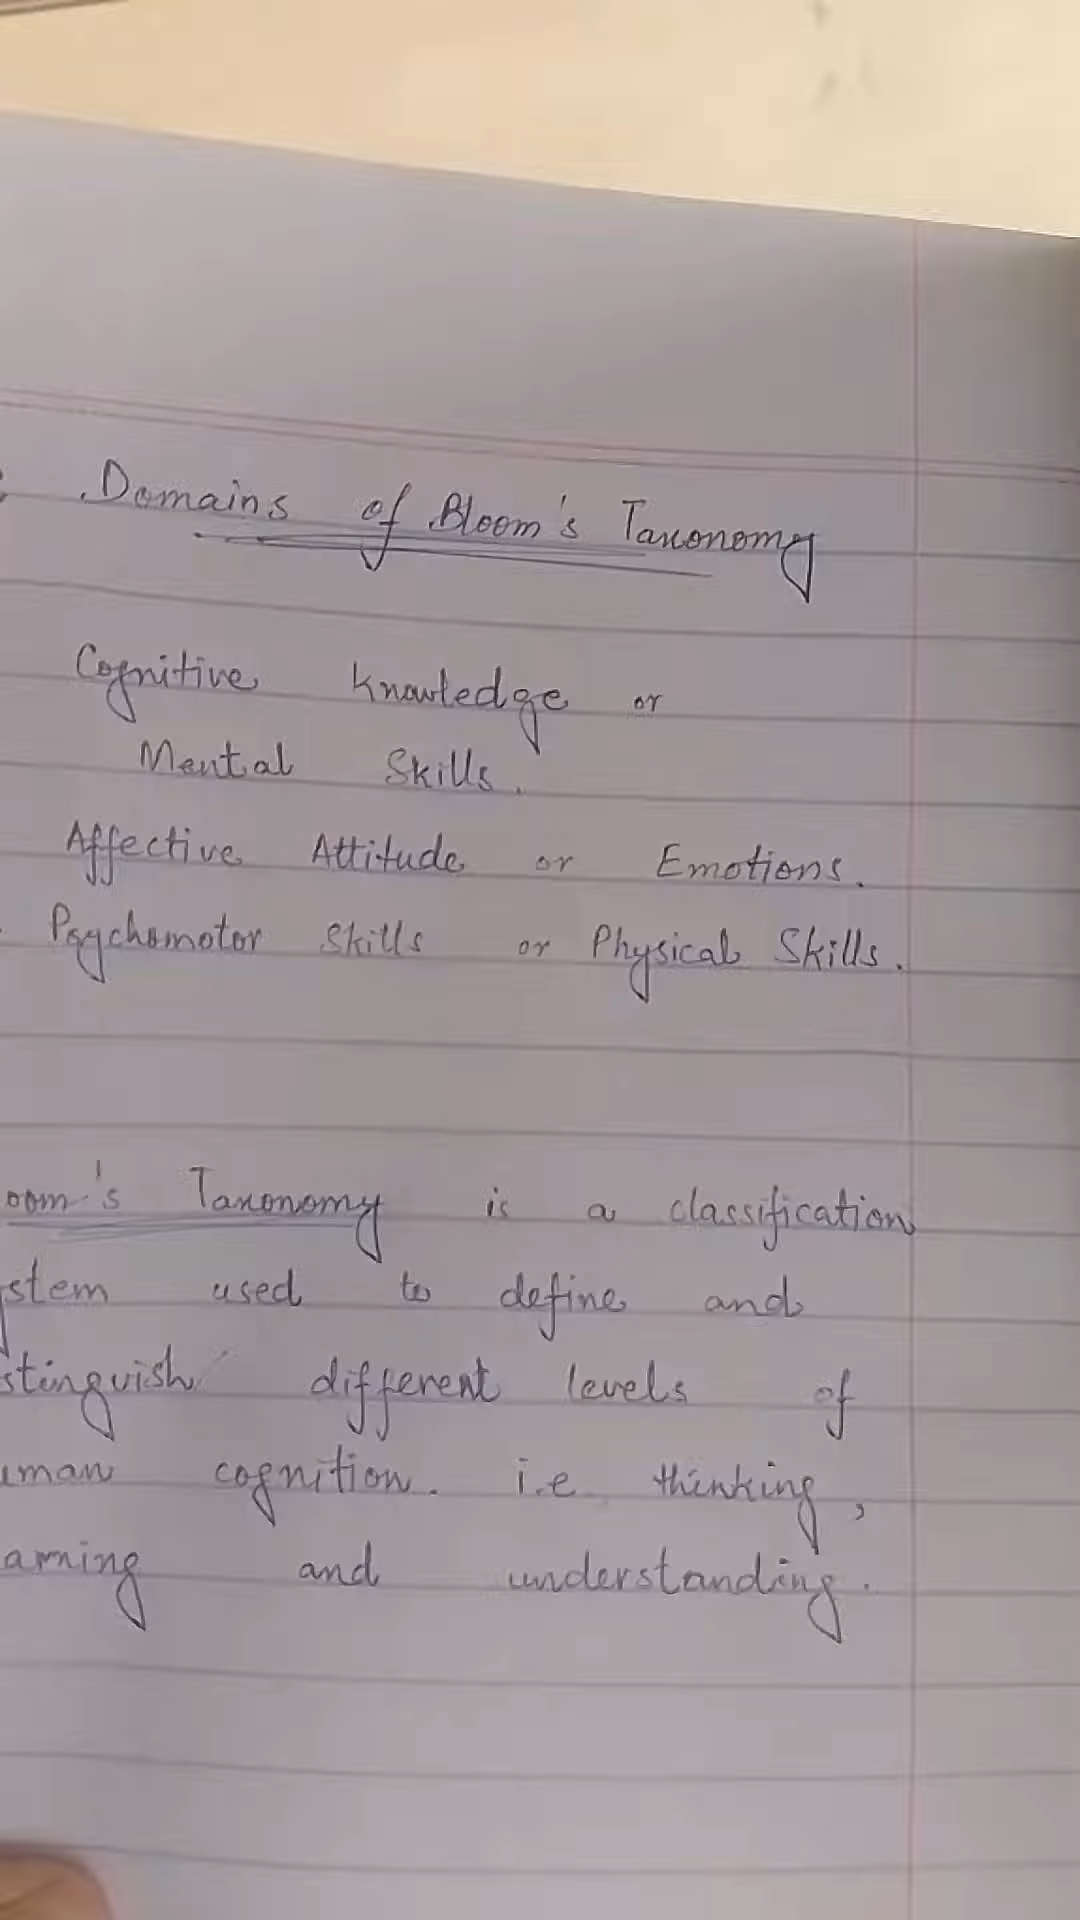 Domains of Bloom's Taxonomy
Cognitive Knowledge or
Mental Skills.
Affective Attitude or Emotions.
Psychomotor Skills or Physical Skills.
oom's Taxonomy is a classification
stem used to define and
stinguish different levels of
uman cognition. i.e thinking,
arning and understanding.